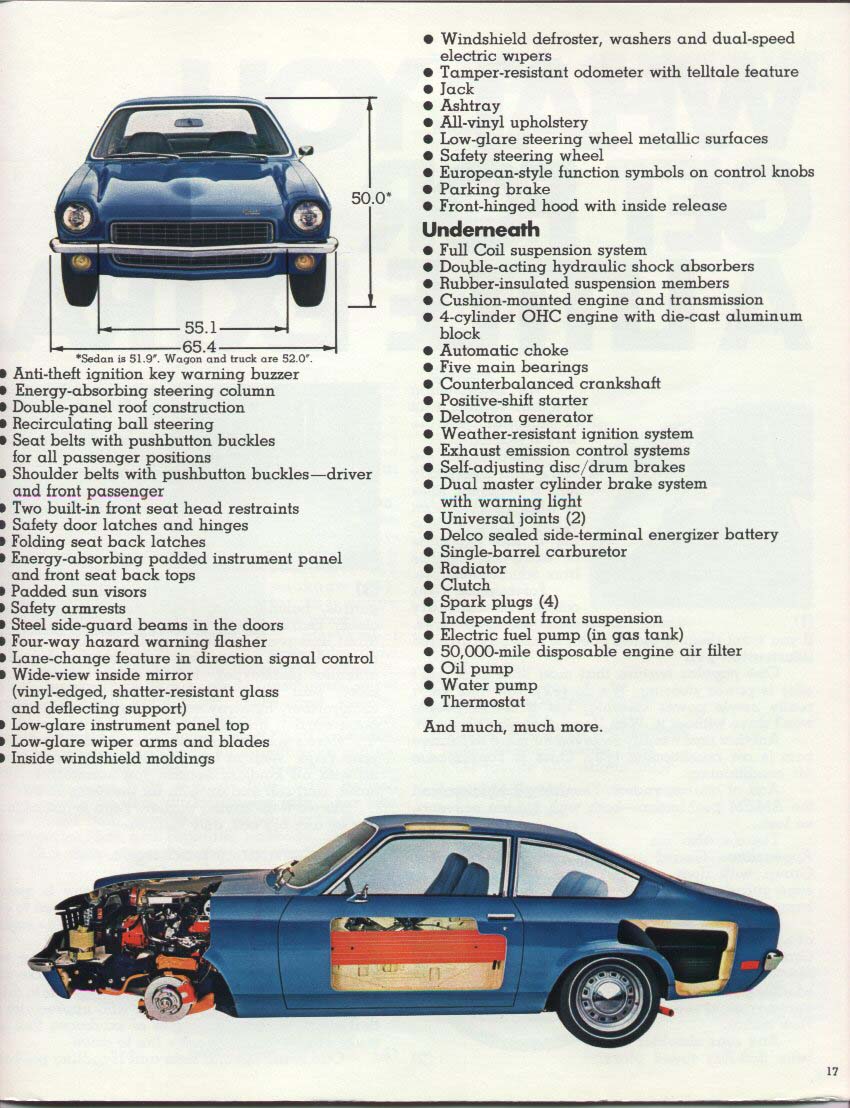 50.0*
55.1
65.4
*Sedan is 51.9". Wagon and truck are 52.0".
● Anti-theft ignition key warning buzzer
● Energy-absorbing steering column
● Double-panel roof construction
● Recirculating ball steering
● Seat belts with pushbutton buckles
for all passenger positions
● Shoulder belts with pushbutton buckles—driver
and front passenger
● Two built-in front seat head restraints
● Safety door latches and hinges
● Folding seat back latches
● Energy-absorbing padded instrument panel
and front seat back tops
● Padded sun visors
● Safety armrests
● Steel side-guard beams in the doors
● Four-way hazard warning flasher
● Lane-change feature in direction signal control
● Wide-view inside mirror
(vinyl-edged, shatter-resistant glass
and deflecting support)
● Low-glare instrument panel top
● Low-glare wiper arms and blades
● Inside windshield moldings
● Windshield defroster, washers and dual-speed
electric wipers
● Tamper-resistant odometer with telltale feature
● Jack
● Ashtray
● All-vinyl upholstery
● Low-glare steering wheel metallic surfaces
● Safety steering wheel
● European-style function symbols on control knobs
● Parking brake
● Front-hinged hood with inside release
Underneath
● Full Coil suspension system
● Double-acting hydraulic shock absorbers
● Rubber-insulated suspension members
● Cushion-mounted engine and transmission
● 4-cylinder OHC engine with die-cast aluminum
block
● Automatic choke
● Five main bearings
● Counterbalanced crankshaft
● Positive-shift starter
● Delcotron generator
● Weather-resistant ignition system
● Exhaust emission control systems
● Self-adjusting disc/drum brakes
● Dual master cylinder brake system
with warning light
● Universal joints (2)
● Delco sealed side-terminal energizer battery
● Single-barrel carburetor
● Radiator
● Clutch
● Spark plugs (4)
● Independent front suspension
● Electric fuel pump (in gas tank)
● 50,000-mile disposable engine air filter
● Oil pump
● Water pump
● Thermostat
And much, much more.
17